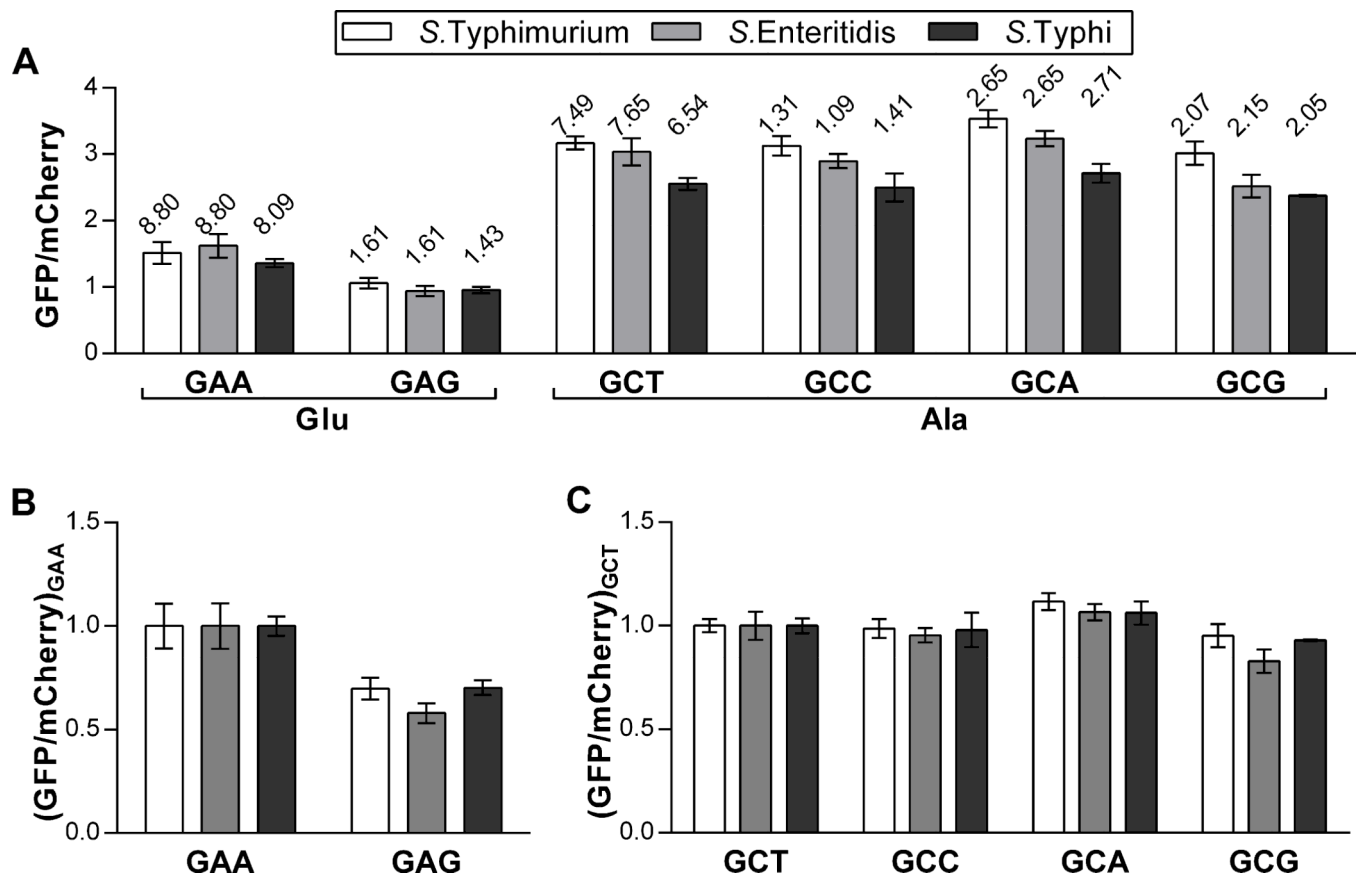 S.Typhimurium S.Enteritidis S.Typhi
A
GFP/mCherry
4
3
2
1
0
8.80 8.80 8.09 1.61 1.61 1.43 7.49 7.65 6.54 1.31 1.09 1.41 2.65 2.65 2.71 2.07 2.15 2.05
GAA GAG GCT GCC GCA GCG
Glu Ala
B
(GFP/mCherry)GAA
1.5
1.0
0.5
0.0
GAA GAG
C
(GFP/mCherry)GCT
1.5
1.0
0.5
0.0
GCT GCC GCA GCG